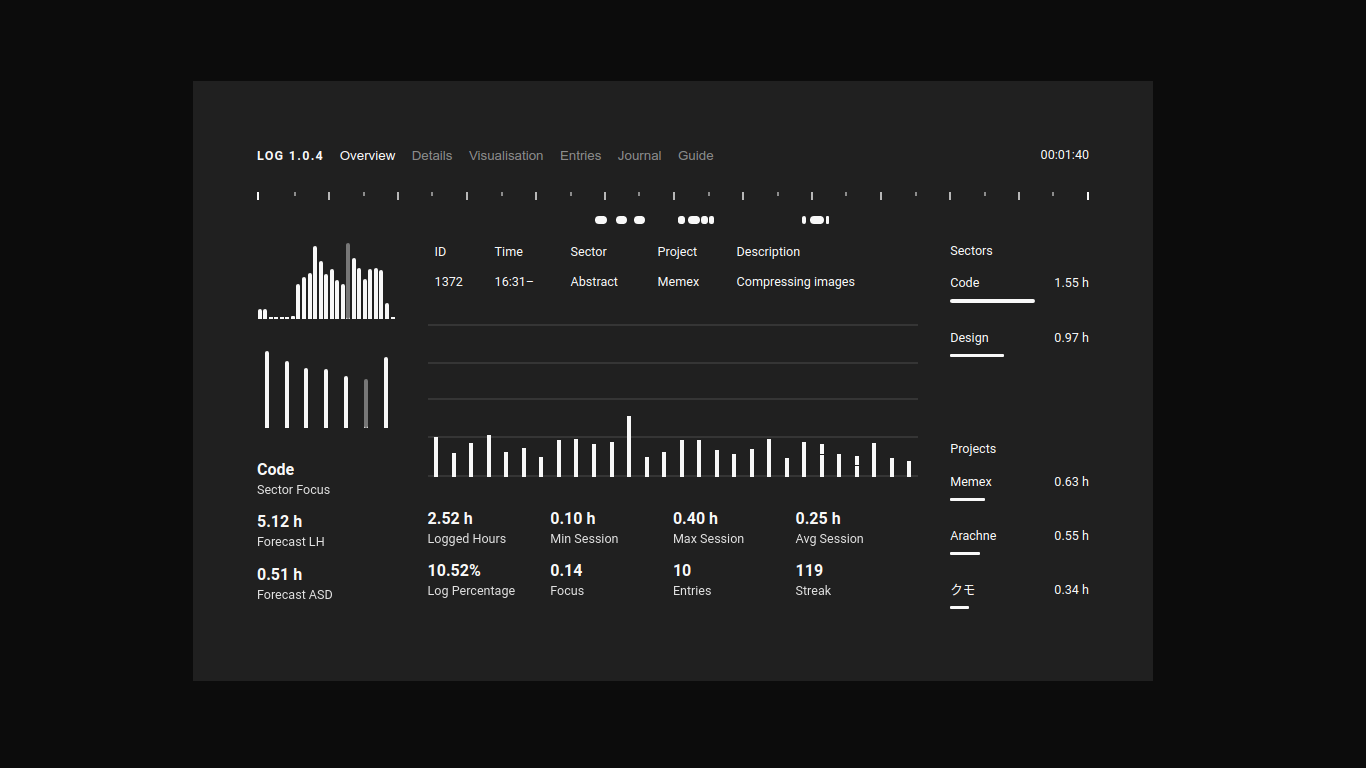 LOG 1.0.4 Overview Details Visualisation Entries Journal Guide 00:01:40
ID Time Sector Project Description
1372 16:31– Abstract Memex Compressing images
Code
Sector Focus
5.12 h
Forecast LH
0.51 h
Forecast ASD
2.52 h 0.10 h 0.40 h 0.25 h
Logged Hours Min Session Max Session Avg Session
10.52% 0.14 10 119
Log Percentage Focus Entries Streak
Sectors
Code 1.55 h
Design 0.97 h
Projects
Memex 0.63 h
Arachne 0.55 h
クモ 0.34 h